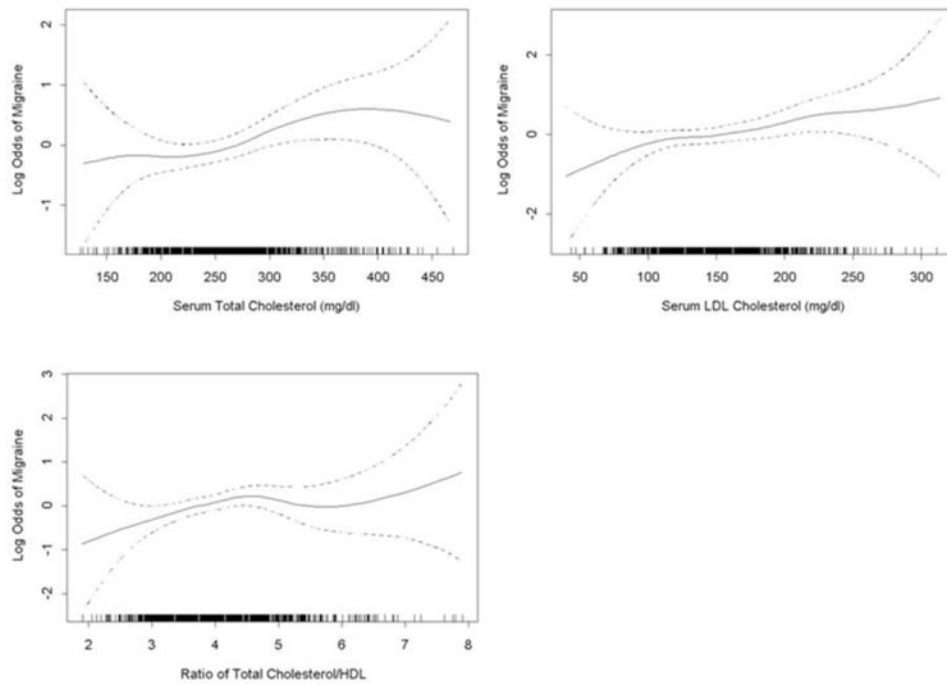 Log Odds of Migraine
2
1
0
-1
150 200 250 300 350 400 450
Serum Total Cholesterol (mg/dl)
Log Odds of Migraine
2
0
-2
50 100 150 200 250 300
Serum LDL Cholesterol (mg/dl)
Log Odds of Migraine
3
2
1
0
-1
-2
2 3 4 5 6 7 8
Ratio of Total Cholesterol/HDL